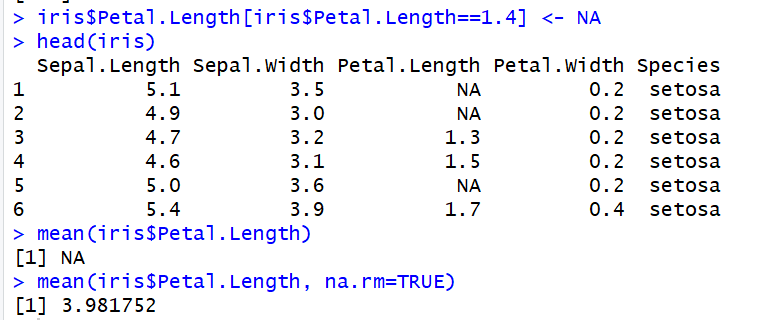 > iris$Petal.Length[iris$Petal.Length==1.4] <- NA
> head(iris)
  Sepal.Length Sepal.Width Petal.Length Petal.Width Species
1          5.1         3.5           NA         0.2  setosa
2          4.9         3.0           NA         0.2  setosa
3          4.7         3.2          1.3         0.2  setosa
4          4.6         3.1          1.5         0.2  setosa
5          5.0         3.6           NA         0.2  setosa
6          5.4         3.9          1.7         0.4  setosa
> mean(iris$Petal.Length)
[1] NA
> mean(iris$Petal.Length, na.rm=TRUE)
[1] 3.981752